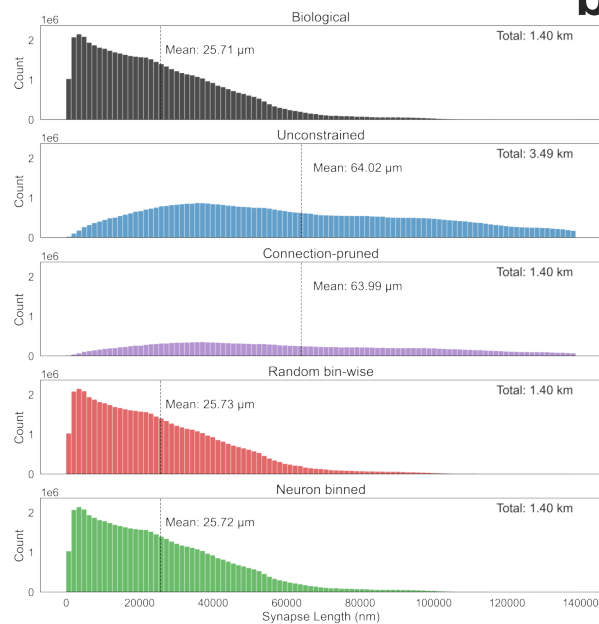 b
Biological
1e6
Total: 1.40 km
Mean: 25.71 µm
2
1
0
Count
Unconstrained
1e6
Total: 3.49 km
Mean: 64.02 µm
2
1
0
Count
Connection-pruned
1e6
Total: 1.40 km
Mean: 63.99 µm
2
1
0
Count
Random bin-wise
1e6
Total: 1.40 km
Mean: 25.73 µm
2
1
0
Count
Neuron binned
1e6
Total: 1.40 km
Mean: 25.72 µm
2
1
0
Count
0 20000 40000 60000 80000 100000 120000 140000
Synapse Length (nm)